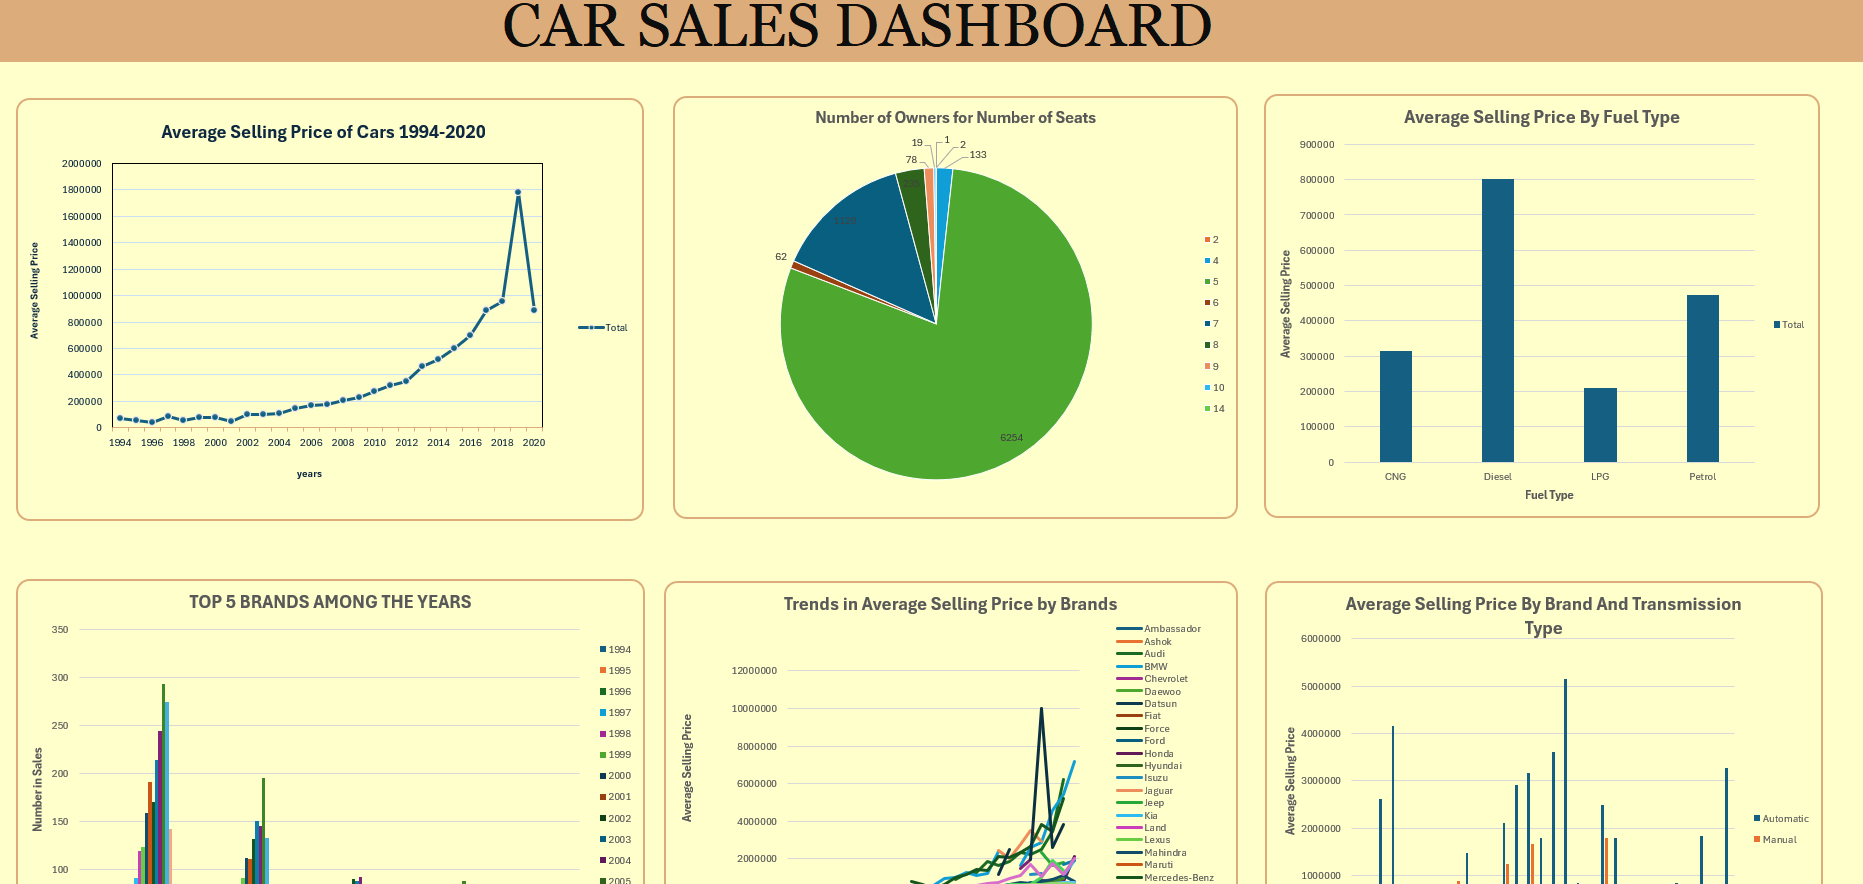 CAR SALES DASHBOARD
Average Selling Price of Cars 1994-2020
Average Selling Price
2000000
1800000
1600000
1400000
1200000
1000000
800000
600000
400000
200000
0
1994 1996 1998 2000 2002 2004 2006 2008 2010 2012 2014 2016 2018 2020
years
Total
Number of Owners for Number of Seats
19 1 2
78 133
62
6254
2
4
5
6
7
8
9
10
14
Average Selling Price By Fuel Type
Average Selling Price
900000
800000
700000
600000
500000
400000
300000
200000
100000
0
CNG Diesel LPG Petrol
Fuel Type
Total
TOP 5 BRANDS AMONG THE YEARS
Number in Sales
350
300
250
200
150
100
1994
1995
1996
1997
1998
1999
2000
2001
2002
2003
2004
2005
Trends in Average Selling Price by Brands
Average Selling Price
12000000
10000000
8000000
6000000
4000000
2000000
Ambassador
Ashok
Audi
BMW
Chevrolet
Daewoo
Datsun
Fiat
Force
Ford
Honda
Hyundai
Isuzu
Jaguar
Jeep
Kia
Land
Lexus
Mahindra
Maruti
Mercedes-Benz
Average Selling Price By Brand And Transmission
Type
Average Selling Price
6000000
5000000
4000000
3000000
2000000
1000000
Automatic
Manual